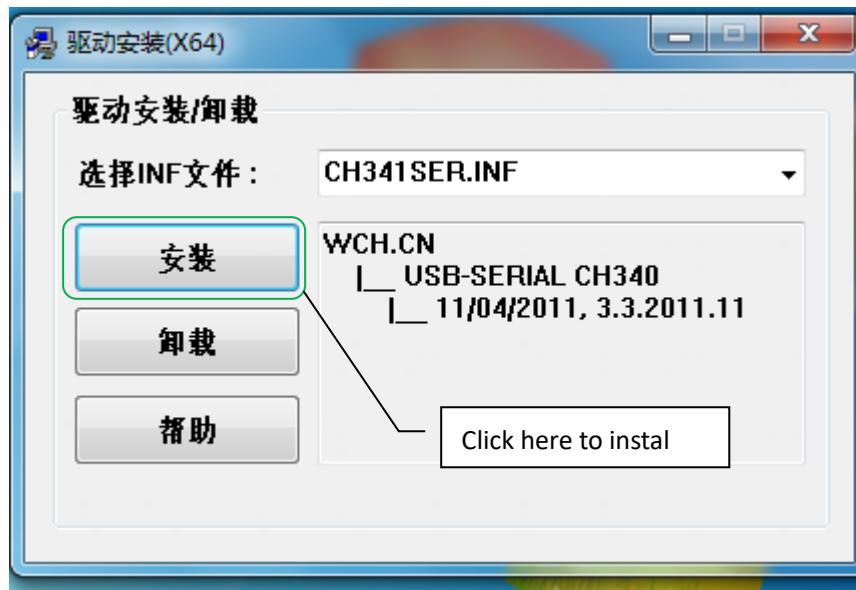 驱动安装(X64)
驱动安装/卸载
选择INF文件：
CH341SER.INF
安装
WCH.CN
|__ USB-SERIAL CH340
|__ 11/04/2011, 3.3.2011.11
卸载
帮助
Click here to instal